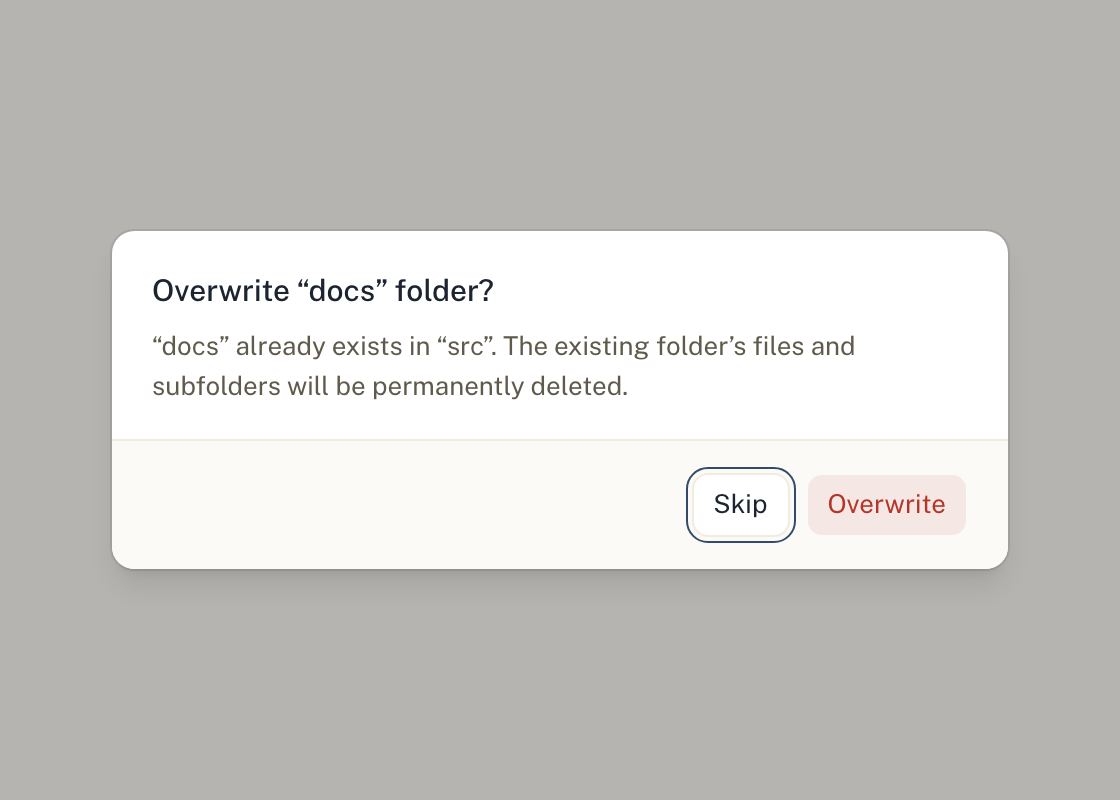 Overwrite “docs” folder?
“docs” already exists in “src”. The existing folder’s files and
subfolders will be permanently deleted.
Skip
Overwrite